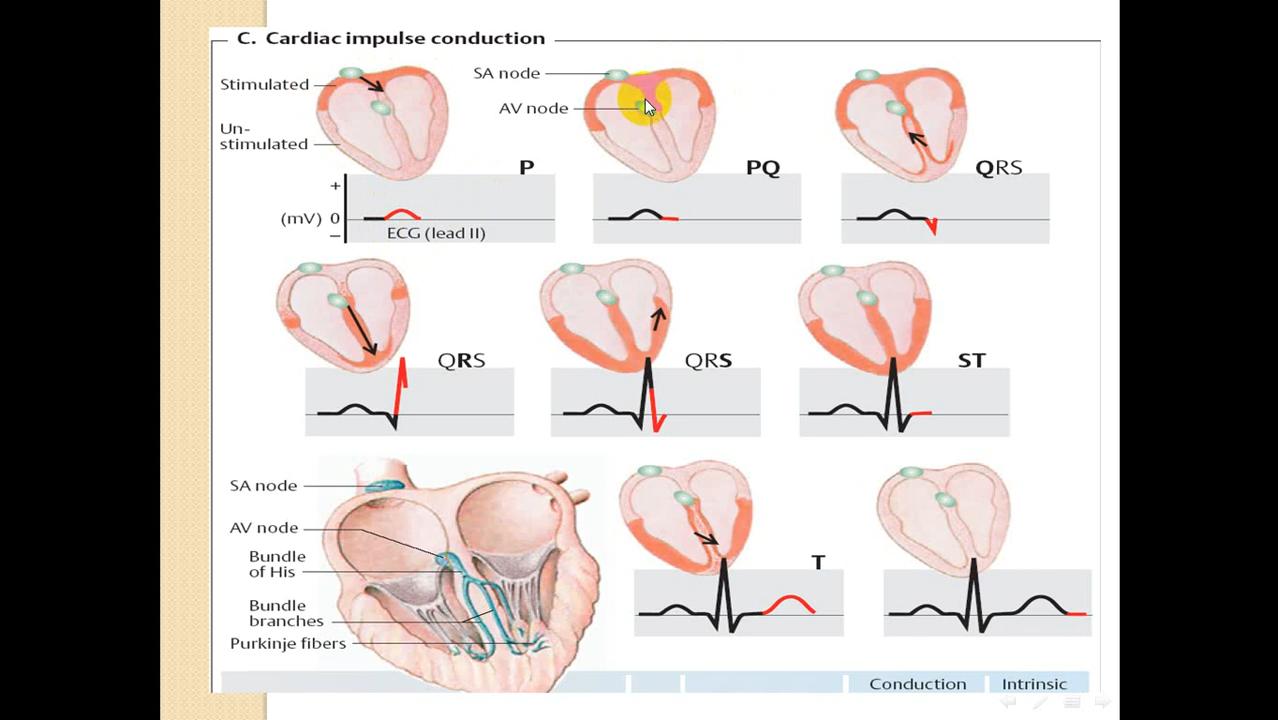 C. Cardiac impulse conduction
Stimulated
Un-
stimulated
P
+
(mV) 0
–
ECG (lead II)
SA node
AV node
PQ
QRS
QRS
QRS
ST
SA node
AV node
Bundle
of His
Bundle
branches
Purkinje fibers
T
Conduction
Intrinsic